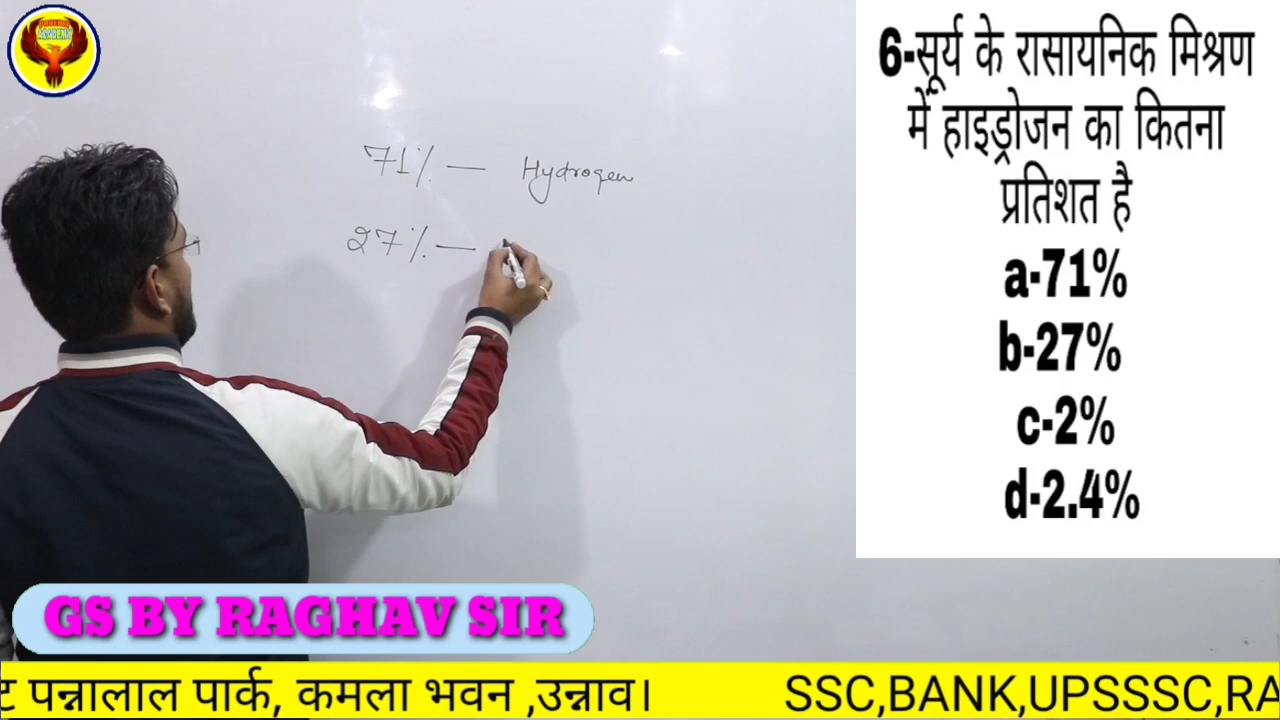 ACADEMY
71% — Hydrogen
27% —
6-सूर्य के रासायनिक मिश्रण
में हाइड्रोजन का कितना
प्रतिशत है
a-71%
b-27%
c-2%
d-2.4%
GS BY RAGHAV SIR
ट पन्नालाल पार्क, कमला भवन ,उन्नाव। SSC,BANK,UPSSSC,RA